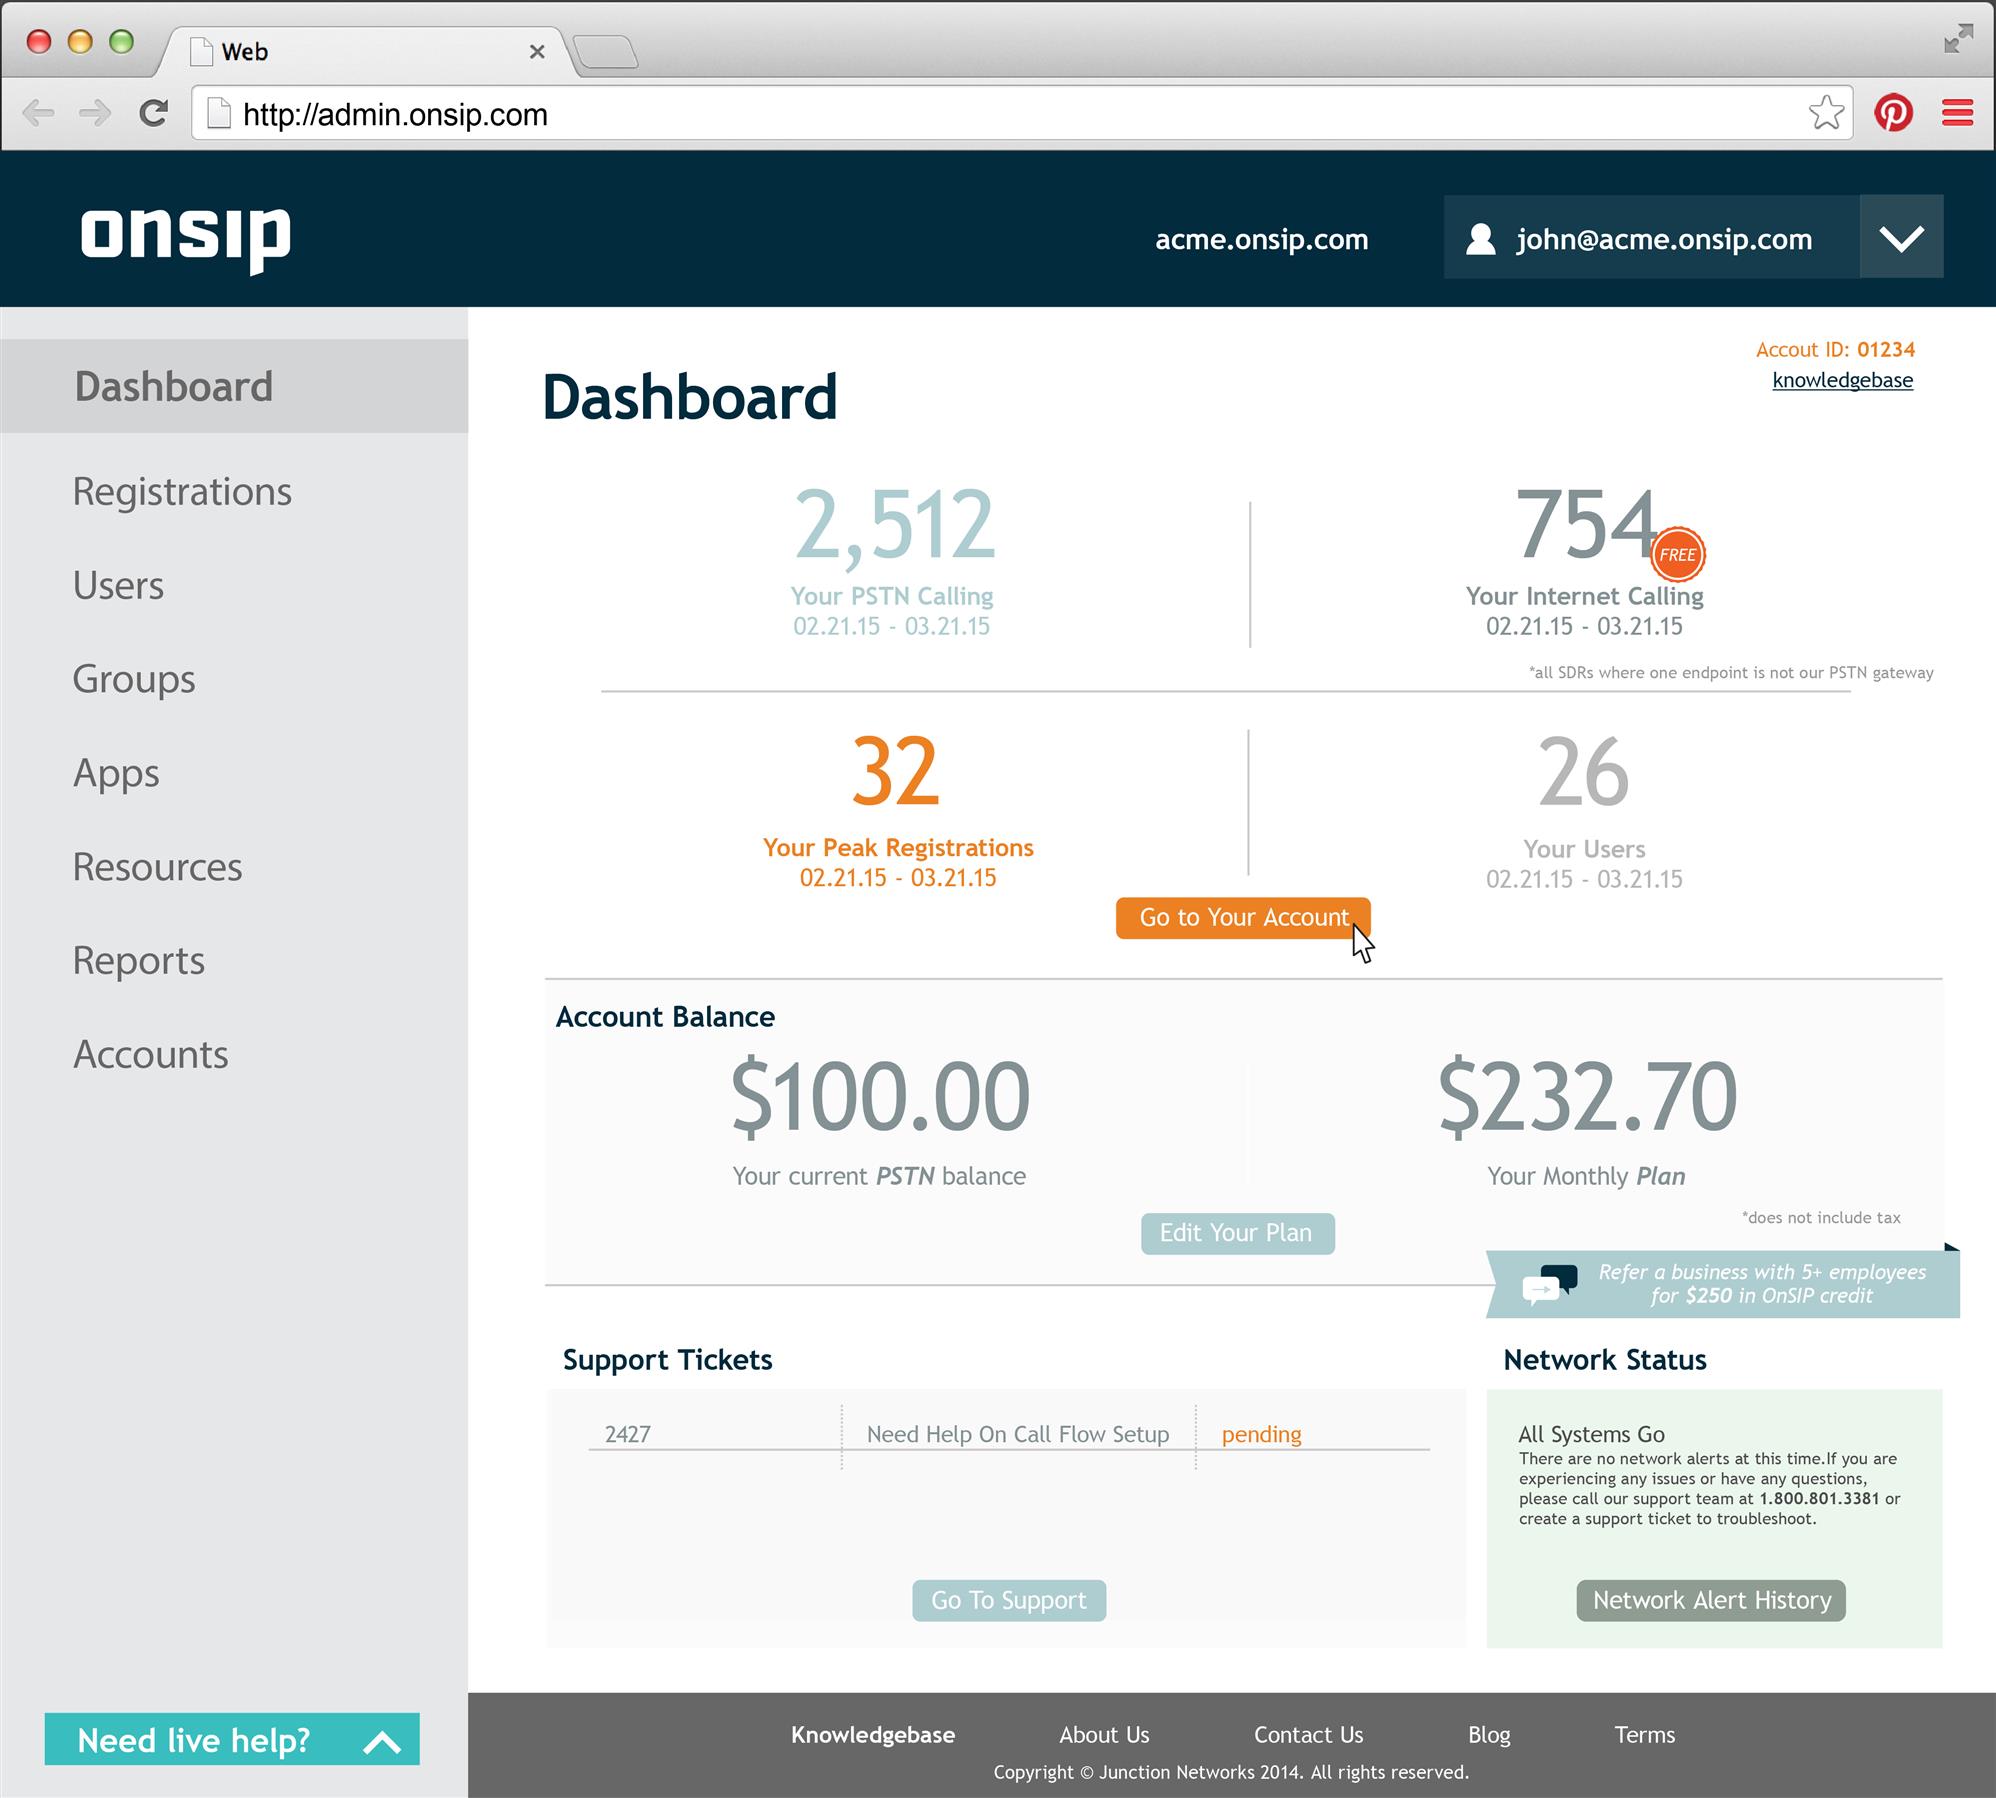 Web
http://admin.onsip.com
onsip
acme.onsip.com
john@acme.onsip.com
Dashboard
Registrations
Users
Groups
Apps
Resources
Reports
Accounts
Need live help?
Accout ID: 01234
knowledgebase
Dashboard
2,512
Your PSTN Calling
02.21.15 - 03.21.15
754
FREE
Your Internet Calling
02.21.15 - 03.21.15
*all SDRs where one endpoint is not our PSTN gateway
32
Your Peak Registrations
02.21.15 - 03.21.15
26
Your Users
02.21.15 - 03.21.15
Go to Your Account
Account Balance
$100.00
Your current PSTN balance
$232.70
Your Monthly Plan
*does not include tax
Edit Your Plan
Refer a business with 5+ employees
for $250 in OnSIP credit
Support Tickets
2427 Need Help On Call Flow Setup pending
Go To Support
Network Status
All Systems Go
There are no network alerts at this time.If you are
experiencing any issues or have any questions,
please call our support team at 1.800.801.3381 or
create a support ticket to troubleshoot.
Network Alert History
Knowledgebase About Us Contact Us Blog Terms
Copyright © Junction Networks 2014. All rights reserved.